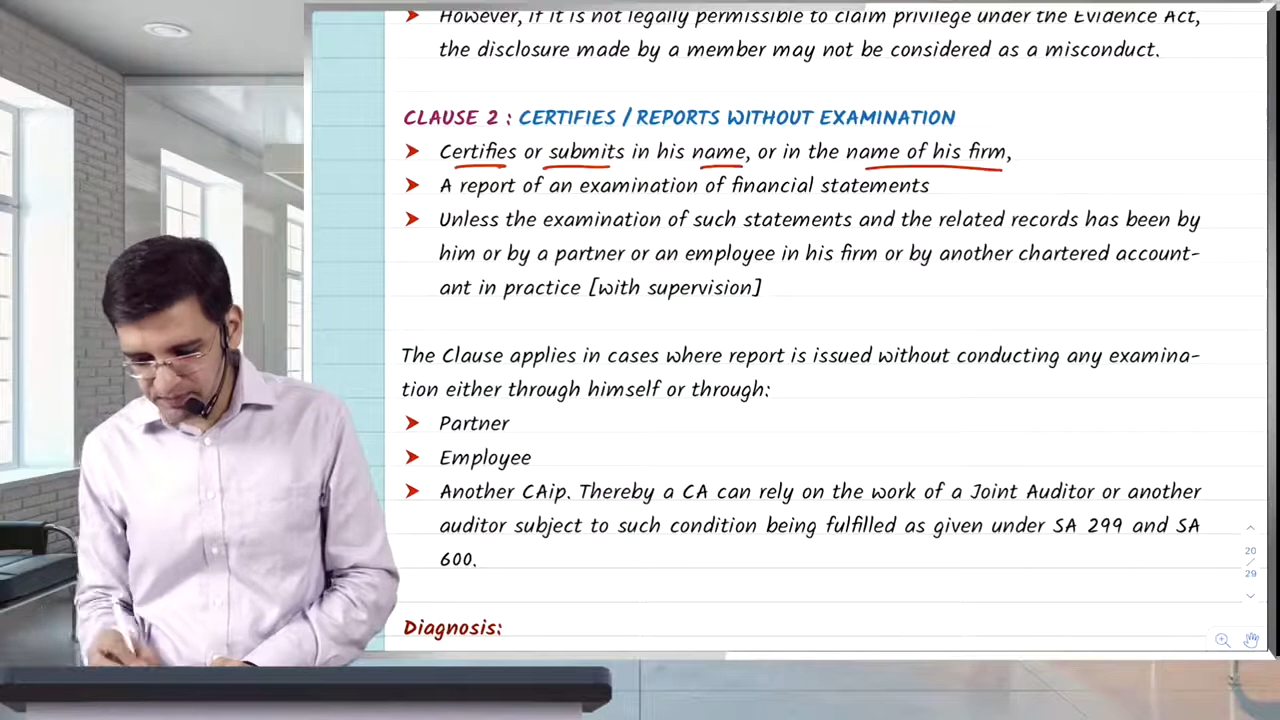 However, if it is not legally permissible to claim privilege under the Evidence Act,
the disclosure made by a member may not be considered as a misconduct.
CLAUSE 2 : CERTIFIES / REPORTS WITHOUT EXAMINATION
➤ Certifies or submits in his name, or in the name of his firm,
➤ A report of an examination of financial statements
➤ Unless the examination of such statements and the related records has been by
him or by a partner or an employee in his firm or by another chartered account-
ant in practice [with supervision]
The Clause applies in cases where report is issued without conducting any examina-
tion either through himself or through:
➤ Partner
➤ Employee
➤ Another CAip. Thereby a CA can rely on the work of a Joint Auditor or another
auditor subject to such condition being fulfilled as given under SA 299 and SA
600.
Diagnosis:
20
/
29